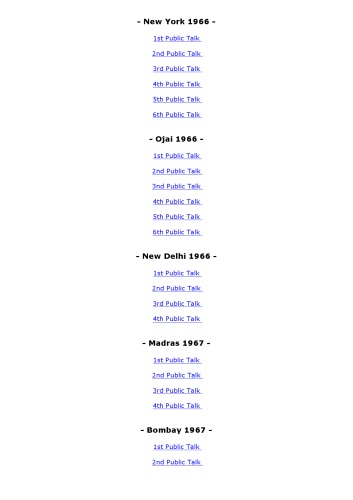 - New York 1966 -
1st Public Talk
2nd Public Talk
3rd Public Talk
4th Public Talk
5th Public Talk
6th Public Talk
- Ojai 1966 -
1st Public Talk
2nd Public Talk
3nd Public Talk
4th Public Talk
5th Public Talk
6th Public Talk
- New Delhi 1966 -
1st Public Talk
2nd Public Talk
3rd Public Talk
4th Public Talk
- Madras 1967 -
1st Public Talk
2nd Public Talk
3rd Public Talk
4th Public Talk
- Bombay 1967 -
1st Public Talk
2nd Public Talk